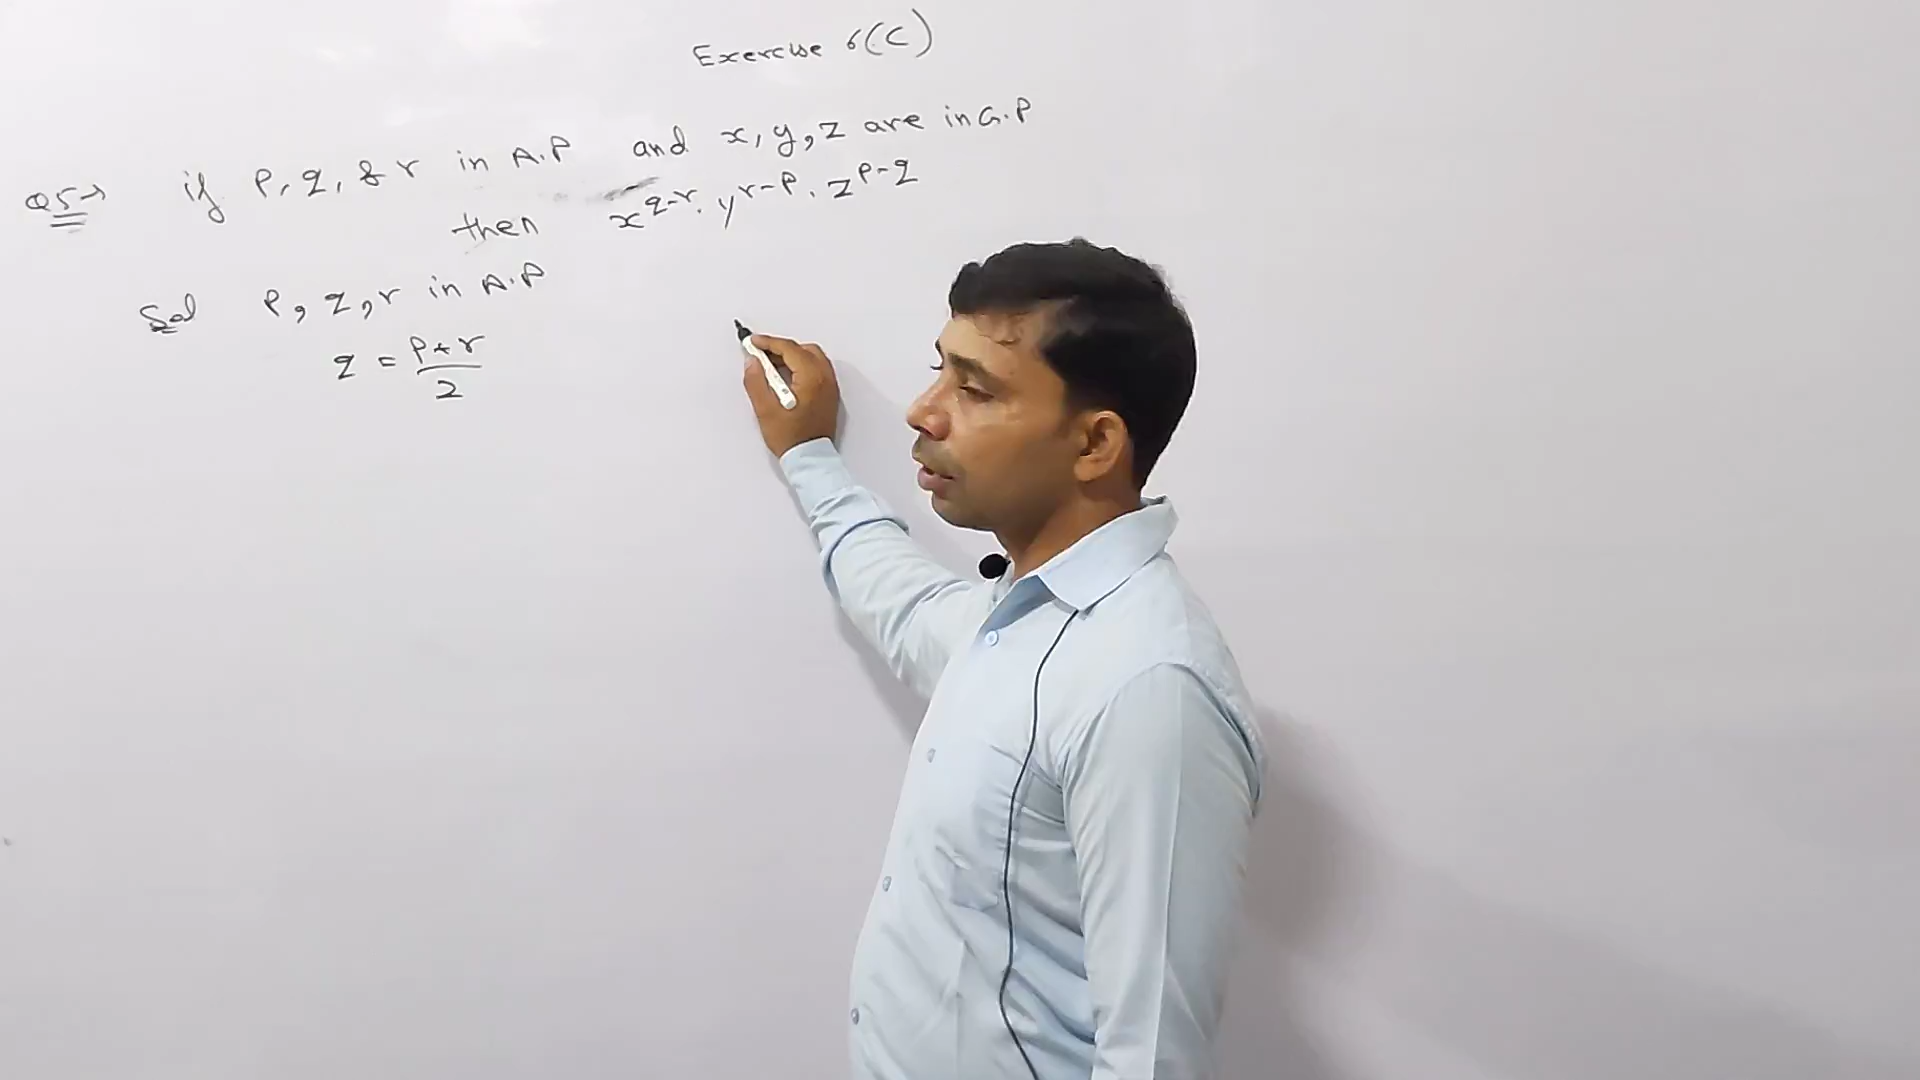 Exercise 6(C)
Q5→ if P, q, & r in A.P and x, y, z are in G.P
then x^q-r . y^r-p . z^p-q
Sol P, q, r in A.P
q = P+r/2